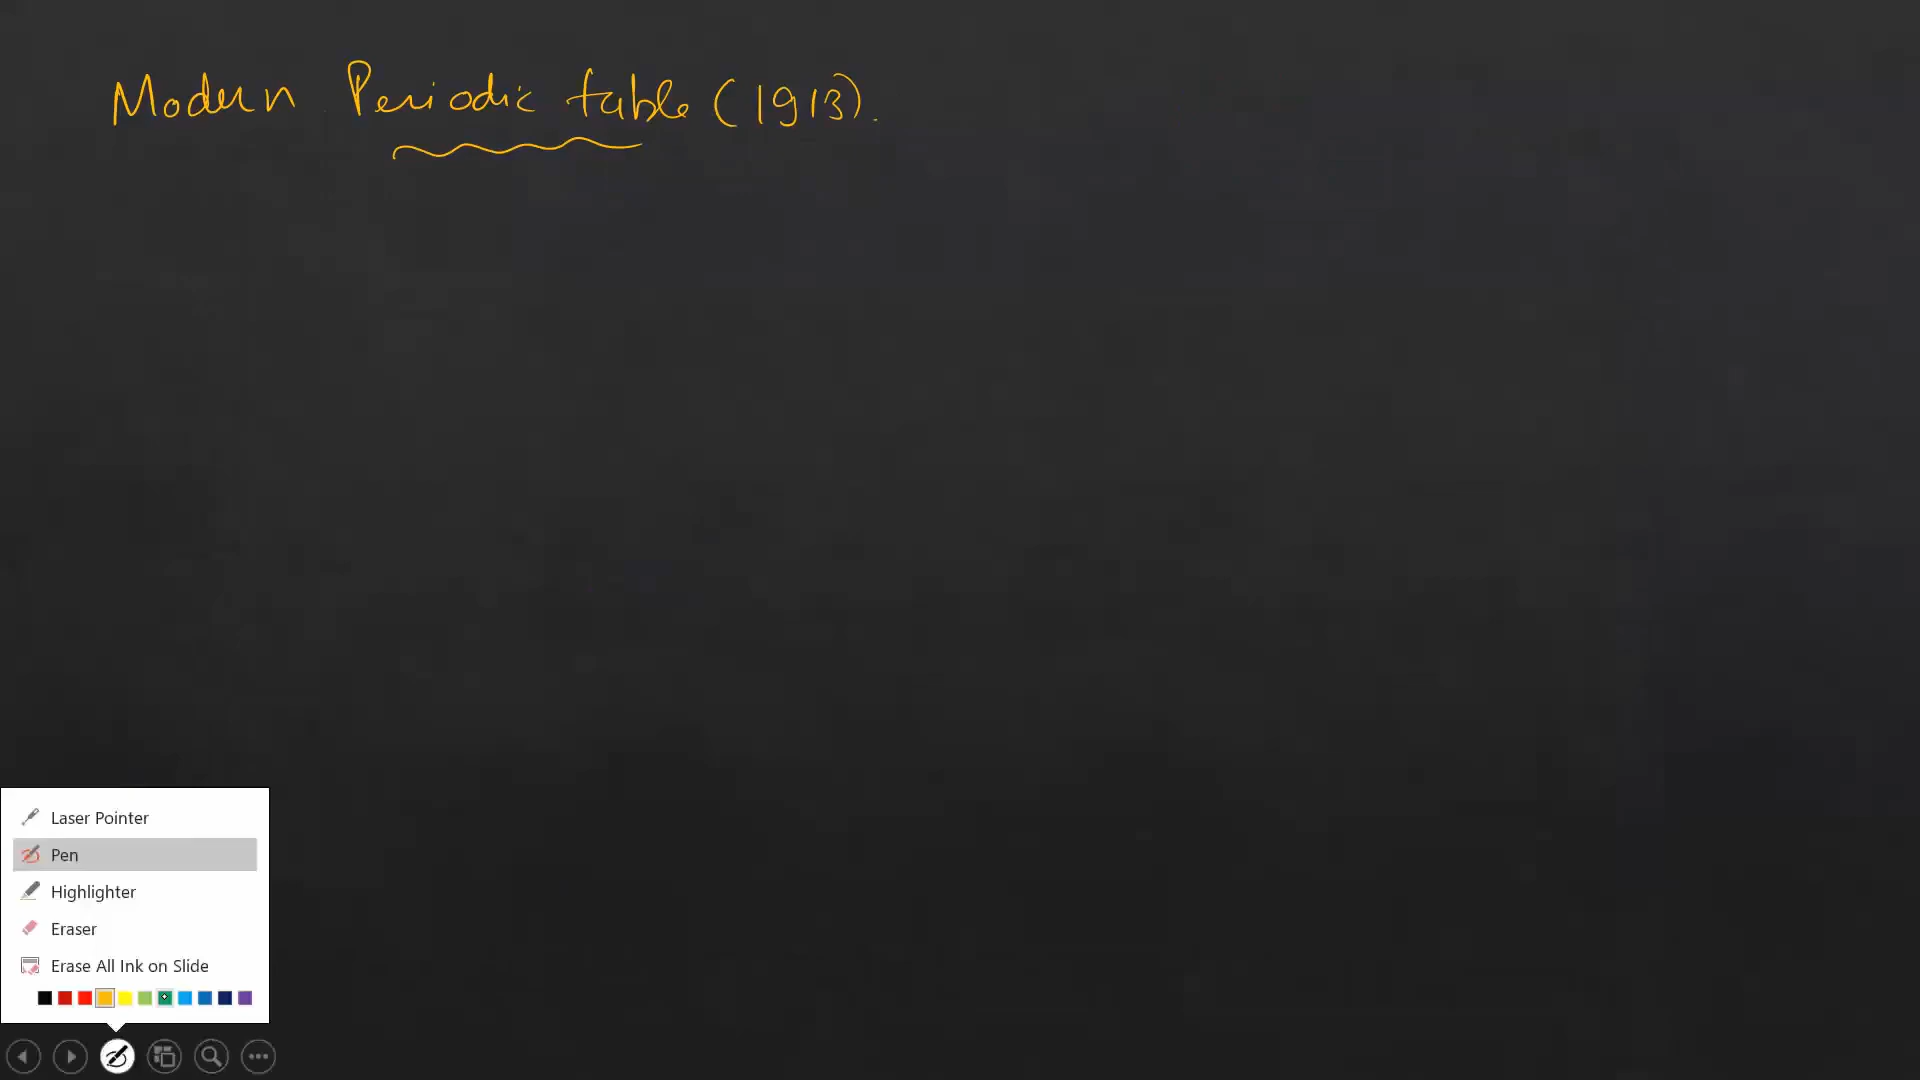 Modern Periodic table (1913).
Laser Pointer
Pen
Highlighter
Eraser
Erase All Ink on Slide